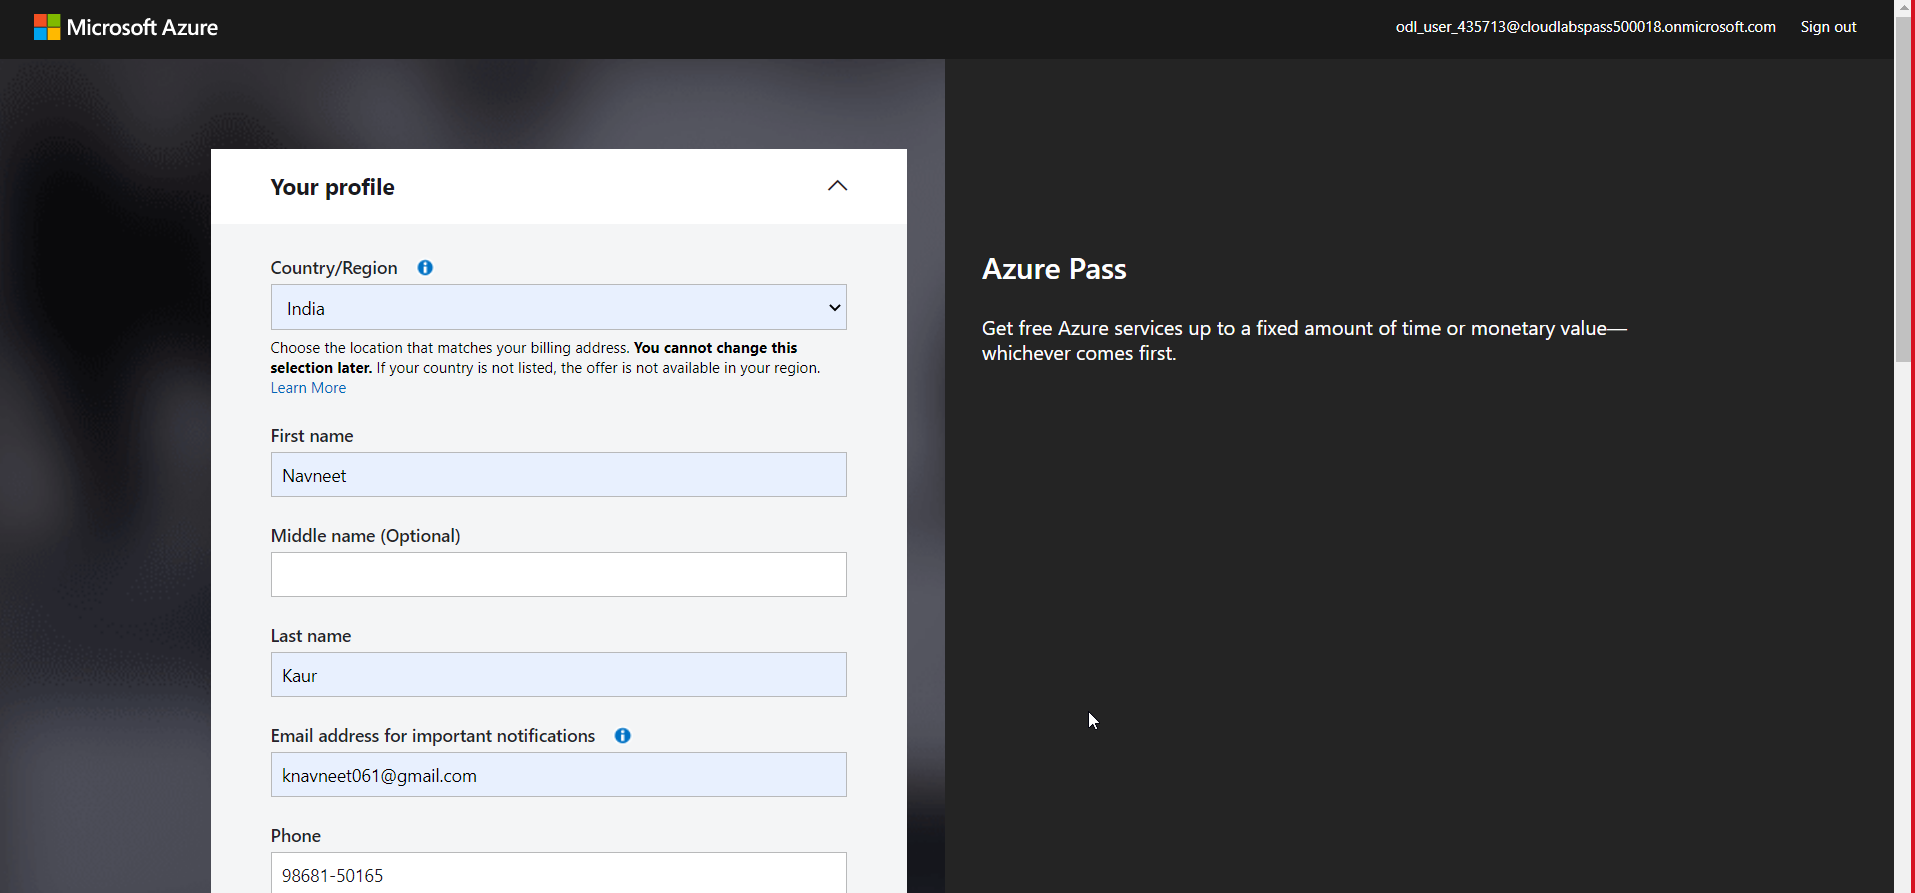 Microsoft Azure
odl_user_435713@cloudlabspass500018.onmicrosoft.com Sign out
Your profile
Country/Region
India
Choose the location that matches your billing address. You cannot change this
selection later. If your country is not listed, the offer is not available in your region.
Learn More
First name
Navneet
Middle name (Optional)
Last name
Kaur
Email address for important notifications
knavneet061@gmail.com
Phone
98681-50165
Azure Pass
Get free Azure services up to a fixed amount of time or monetary value—
whichever comes first.